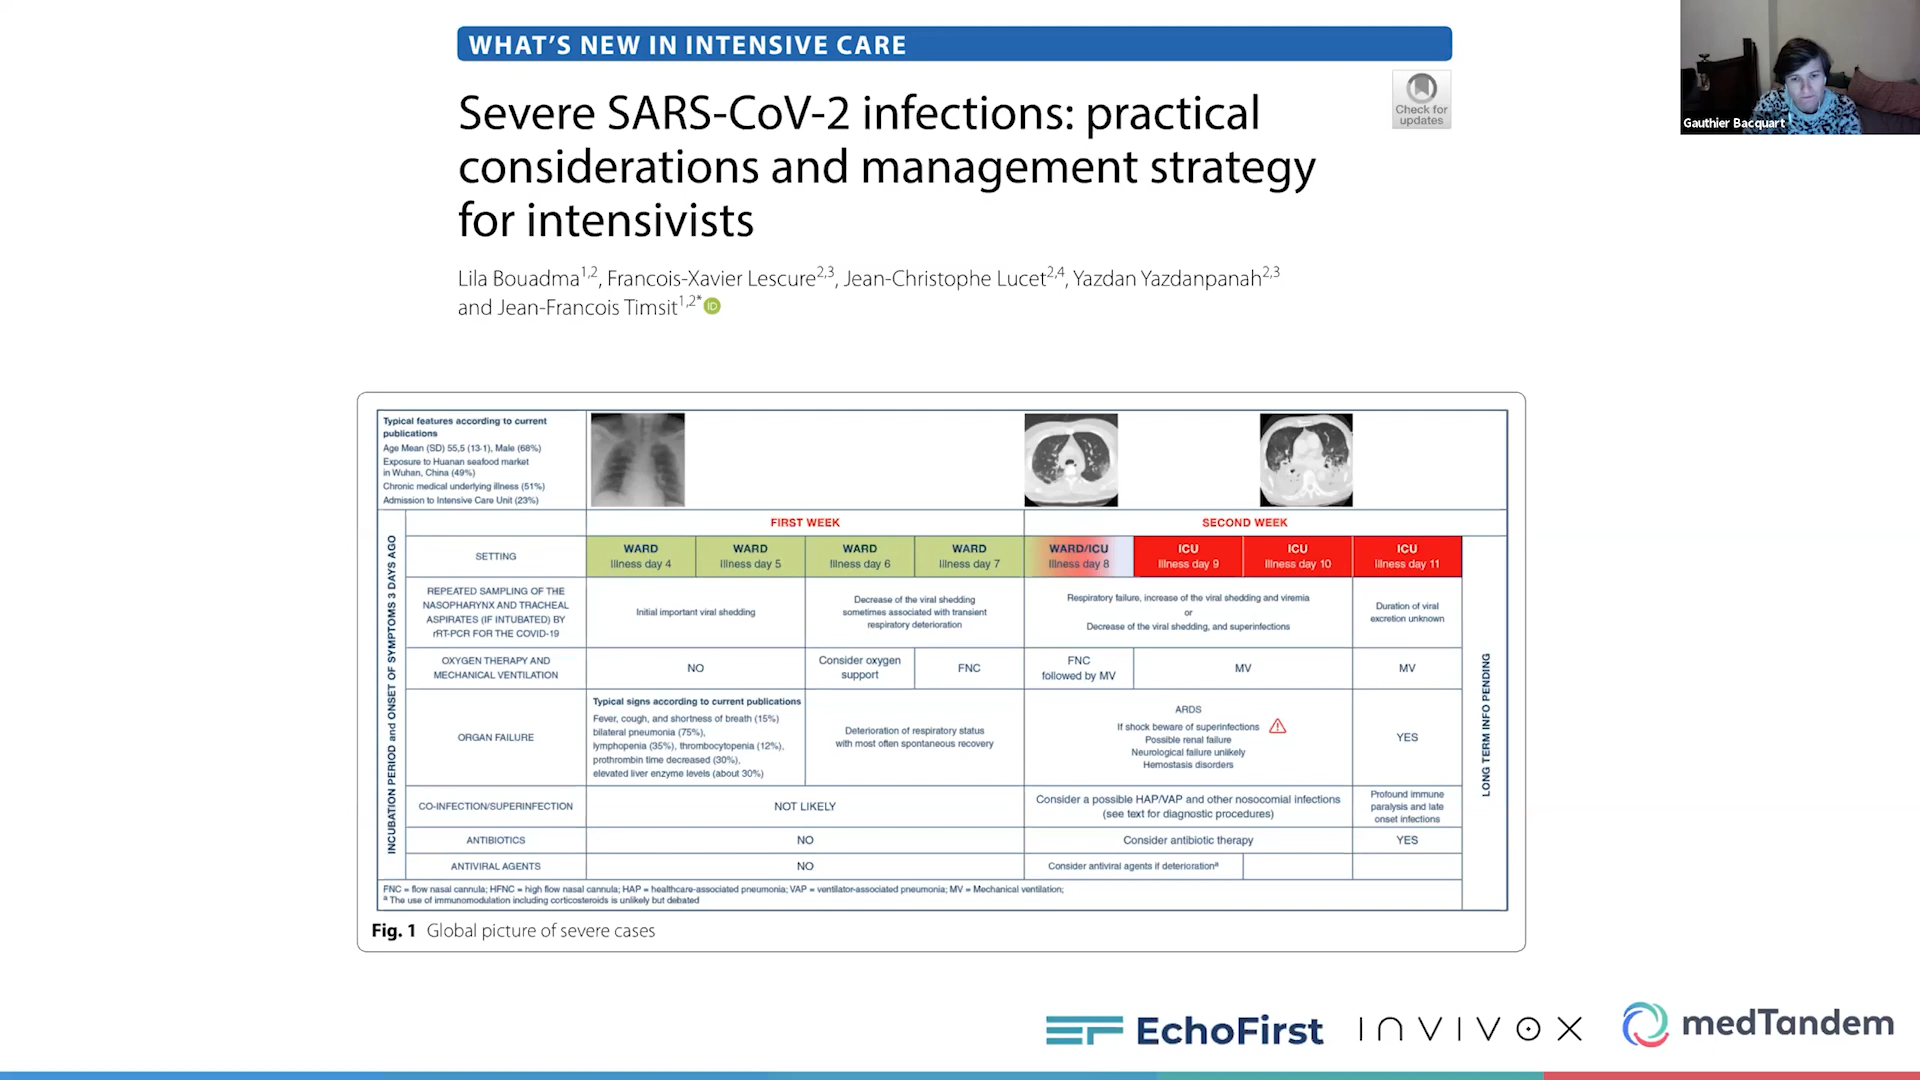 WHAT'S NEW IN INTENSIVE CARE
Severe SARS-CoV-2 infections: practical
considerations and management strategy
for intensivists
Check for
updates
Gauthier Bacquart
Lila Bouadma1,2, Francois-Xavier Lescure2,3, Jean-Christophe Lucet2,4, Yazdan Yazdanpanah2,3
and Jean-Francois Timsit1,2* iD
Typical features according to current
publications
Age Mean (SD) 55,5 (13-1), Male (68%)
Exposure to Huanan seafood market
in Wuhan, China (49%)
Chronic medical underlying illness (51%)
Admission to Intensive Care Unit (23%)
INCUBATION PERIOD and ONSET OF SYMPTOMS 3 DAYS AGO
FIRST WEEK
SECOND WEEK
SETTING
WARD
Illness day 4
WARD
Illness day 5
WARD
Illness day 6
WARD
Illness day 7
WARD/ICU
Illness day 8
ICU
Illness day 9
ICU
Illness day 10
ICU
Illness day 11
REPEATED SAMPLING OF THE
NASOPHARYNX AND TRACHEAL
ASPIRATES (IF INTUBATED) BY
rRT-PCR FOR THE COVID-19
Initial important viral shedding
Decrease of the viral shedding
sometimes associated with transient
respiratory deterioration
Respiratory failure, increase of the viral shedding and viremia
or
Decrease of the viral shedding, and superinfections
Duration of viral
excretion unknown
OXYGEN THERAPY AND
MECHANICAL VENTILATION
NO
Consider oxygen
support
FNC
FNC
followed by MV
MV
MV
ORGAN FAILURE
Typical signs according to current publications
Fever, cough, and shortness of breath (15%)
bilateral pneumonia (75%),
lymphopenia (35%), thrombocytopenia (12%),
prothrombin time decreased (30%),
elevated liver enzyme levels (about 30%)
Deterioration of respiratory status
with most often spontaneous recovery
ARDS
If shock beware of superinfections
Possible renal failure
Neurological failure unlikely
Hemostasis disorders
YES
CO-INFECTION/SUPERINFECTION
NOT LIKELY
Consider a possible HAP/VAP and other nosocomial infections
(see text for diagnostic procedures)
Profound immune
paralysis and late
onset infections
ANTIBIOTICS
NO
Consider antibiotic therapy
YES
ANTIVIRAL AGENTS
NO
Consider antiviral agents if deteriorationa
LONG TERM INFO PENDING
FNC = flow nasal cannula; HFNC = high flow nasal cannula; HAP = healthcare-associated pneumonia; VAP = ventilator-associated pneumonia; MV = Mechanical ventilation;
a The use of immunomodulation including corticosteroids is unlikely but debated
Fig. 1 Global picture of severe cases
EchoFirst
INVIVOX
medTandem